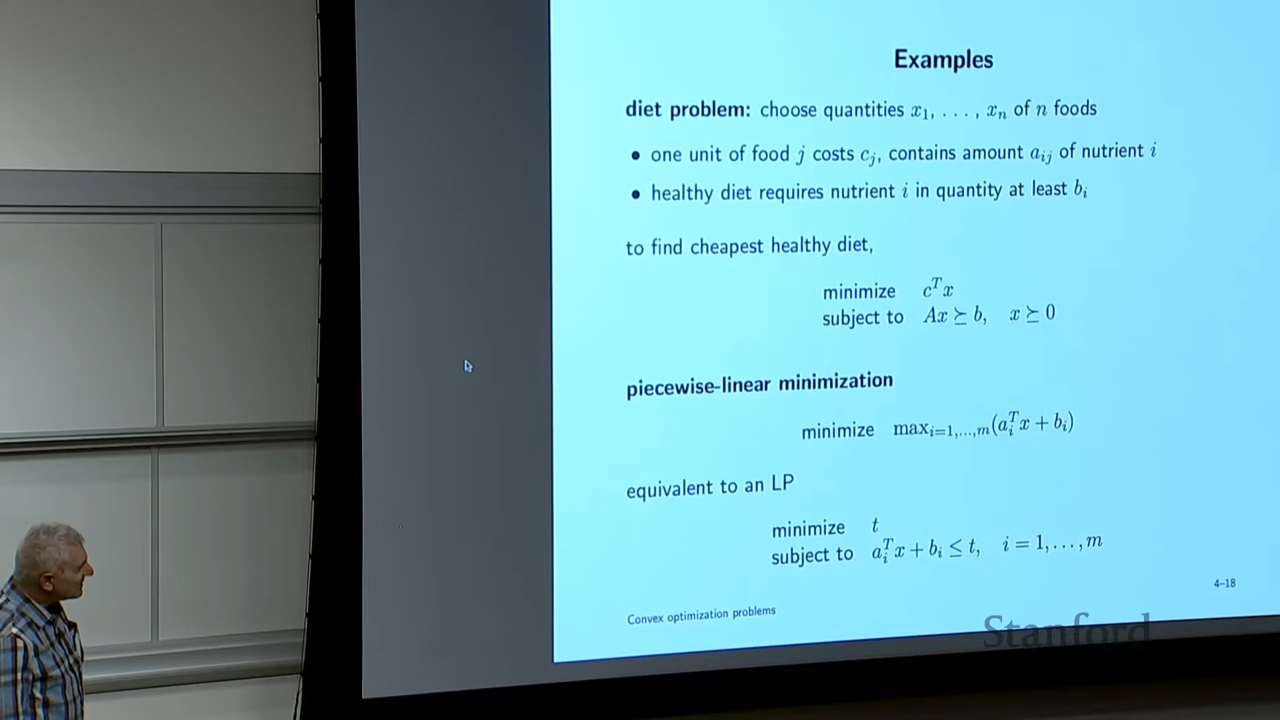 Examples
diet problem: choose quantities x₁, . . . , xₙ of n foods
• one unit of food j costs cⱼ, contains amount aᵢⱼ of nutrient i
• healthy diet requires nutrient i in quantity at least bᵢ
to find cheapest healthy diet,
minimize cᵀx
subject to Ax ⪰ b, x ⪰ 0
piecewise-linear minimization
minimize max_{i=1,...,m}(aᵢᵀx + bᵢ)
equivalent to an LP
minimize t
subject to aᵢᵀx + bᵢ ≤ t, i = 1, . . . , m
4–18
Convex optimization problems
Stanford